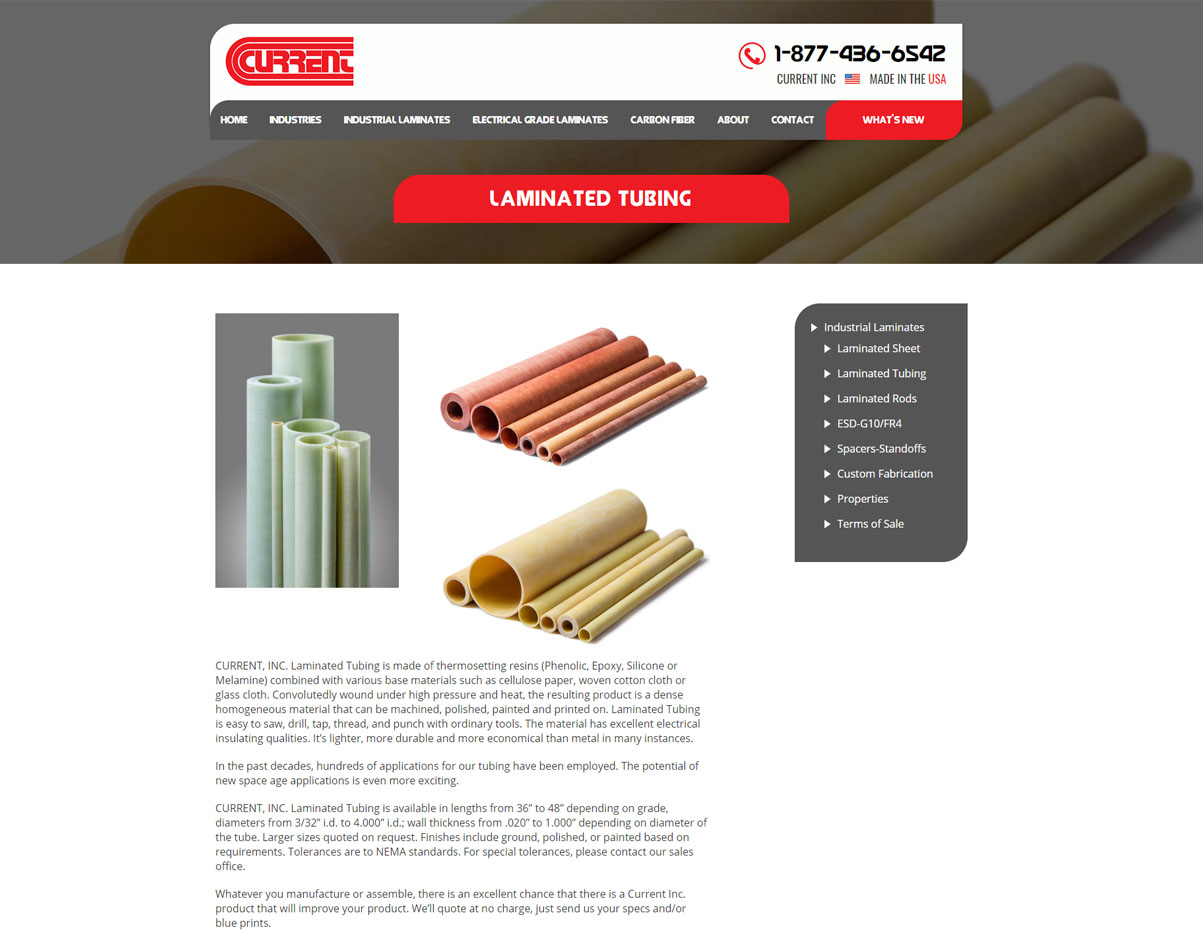 CURRENT
1-877-436-6542
CURRENT INC MADE IN THE USA
HOME INDUSTRIES INDUSTRIAL LAMINATES ELECTRICAL GRADE LAMINATES CARBON FIBER ABOUT CONTACT WHAT'S NEW
LAMINATED TUBING
Industrial Laminates
Laminated Sheet
Laminated Tubing
Laminated Rods
ESD-G10/FR4
Spacers-Standoffs
Custom Fabrication
Properties
Terms of Sale
CURRENT, INC. Laminated Tubing is made of thermosetting resins (Phenolic, Epoxy, Silicone or
Melamine) combined with various base materials such as cellulose paper, woven cotton cloth or
glass cloth. Convolutedly wound under high pressure and heat, the resulting product is a dense
homogeneous material that can be machined, polished, painted and printed on. Laminated Tubing
is easy to saw, drill, tap, thread, and punch with ordinary tools. The material has excellent electrical
insulating qualities. It's lighter, more durable and more economical than metal in many instances.
In the past decades, hundreds of applications for our tubing have been employed. The potential of
new space age applications is even more exciting.
CURRENT, INC. Laminated Tubing is available in lengths from 36" to 48" depending on grade,
diameters from 3/32" i.d. to 4.000" i.d.; wall thickness from .020" to 1.000" depending on diameter of
the tube. Larger sizes quoted on request. Finishes include ground, polished, or painted based on
requirements. Tolerances are to NEMA standards. For special tolerances, please contact our sales
office.
Whatever you manufacture or assemble, there is an excellent chance that there is a Current Inc.
product that will improve your product. We'll quote at no charge, just send us your specs and/or
blue prints.